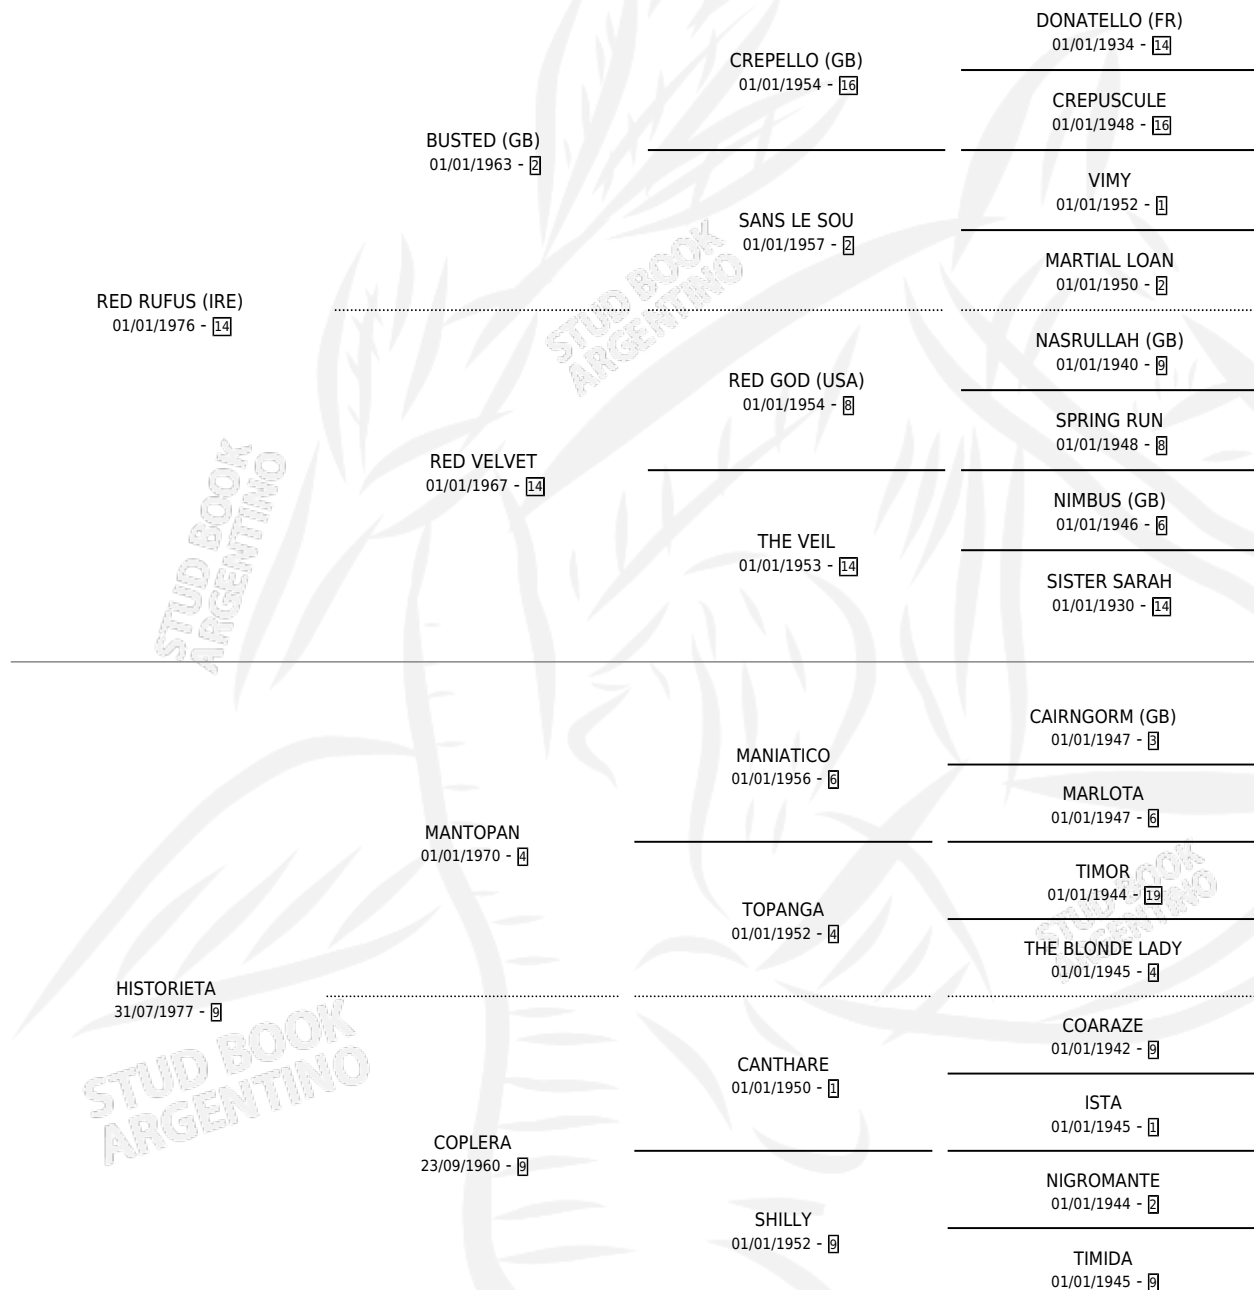 DONATELLO (FR)
01/01/1934 - 14
CREPELLO (GB)
01/01/1954 - 16
CREPUSCULE
01/01/1948 - 16
BUSTED (GB)
01/01/1963 - 2
VIMY
01/01/1952 - 1
SANS LE SOU
01/01/1957 - 2
MARTIAL LOAN
01/01/1950 - 2
RED RUFUS (IRE)
01/01/1976 - 14
STUD BOOK
ARGENTINO
NASRULLAH (GB)
01/01/1940 - 9
RED GOD (USA)
01/01/1954 - 8
SPRING RUN
01/01/1948 - 8
RED VELVET
01/01/1967 - 14
NIMBUS (GB)
01/01/1946 - 6
THE VEIL
01/01/1953 - 14
SISTER SARAH
01/01/1930 - 14
STUD BOOK
ARGENTINO
CAIRNGORM (GB)
01/01/1947 - 3
MANIATICO
01/01/1956 - 6
MARLOTA
01/01/1947 - 6
MANTOPAN
01/01/1970 - 4
TIMOR
01/01/1944 - 19
STUD BOOK
ARGENTINO
TOPANGA
01/01/1952 - 4
THE BLONDE LADY
01/01/1945 - 4
HISTORIETA
31/07/1977 - 9
STUD BOOK
ARGENTINO
COARAZE
01/01/1942 - 9
CANTHARE
01/01/1950 - 1
ISTA
01/01/1945 - 1
COPLERA
23/09/1960 - 9
NIGROMANTE
01/01/1944 - 2
SHILLY
01/01/1952 - 9
TIMIDA
01/01/1945 - 9